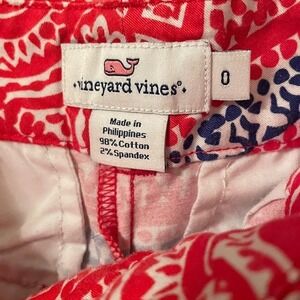 vineyard vines®
0
Made in
Philippines
98% Cotton
2% Spandex